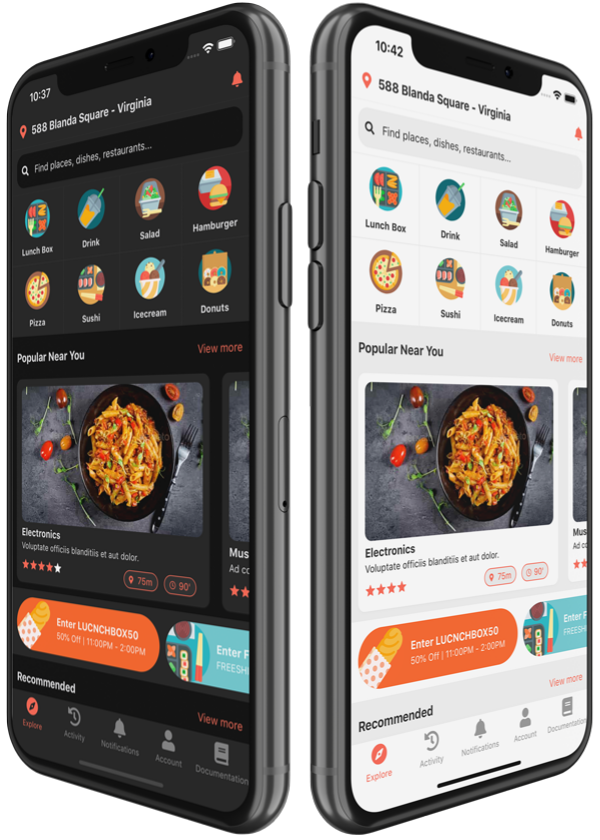 10:37
588 Blanda Square - Virginia
Find places, dishes, restaurants...
Lunch Box
Drink
Salad
Hamburger
Pizza
Sushi
Icecream
Donuts
Popular Near You
View more
Electronics
Voluptate officiis blanditiis et aut dolor.
75m
90'
Enter LUCNCHBOX50
50% Off | 11:00PM - 2:00PM
Enter F
FREESHI
Recommended
View more
Explore
Activity
Notifications
Account
Documentation
10:42
588 Blanda Square - Virginia
Find places, dishes, restaurants...
Lunch Box
Drink
Salad
Hamburger
Pizza
Sushi
Icecream
Donuts
Popular Near You
View more
Electronics
Voluptate officiis blanditiis et aut dolor.
75m
90'
Mus
Ad co
Enter LUCNCHBOX50
50% Off | 11:00PM - 2:00PM
Enter F
FREESHI
Recommended
View more
Explore
Activity
Notifications
Account
Documentation